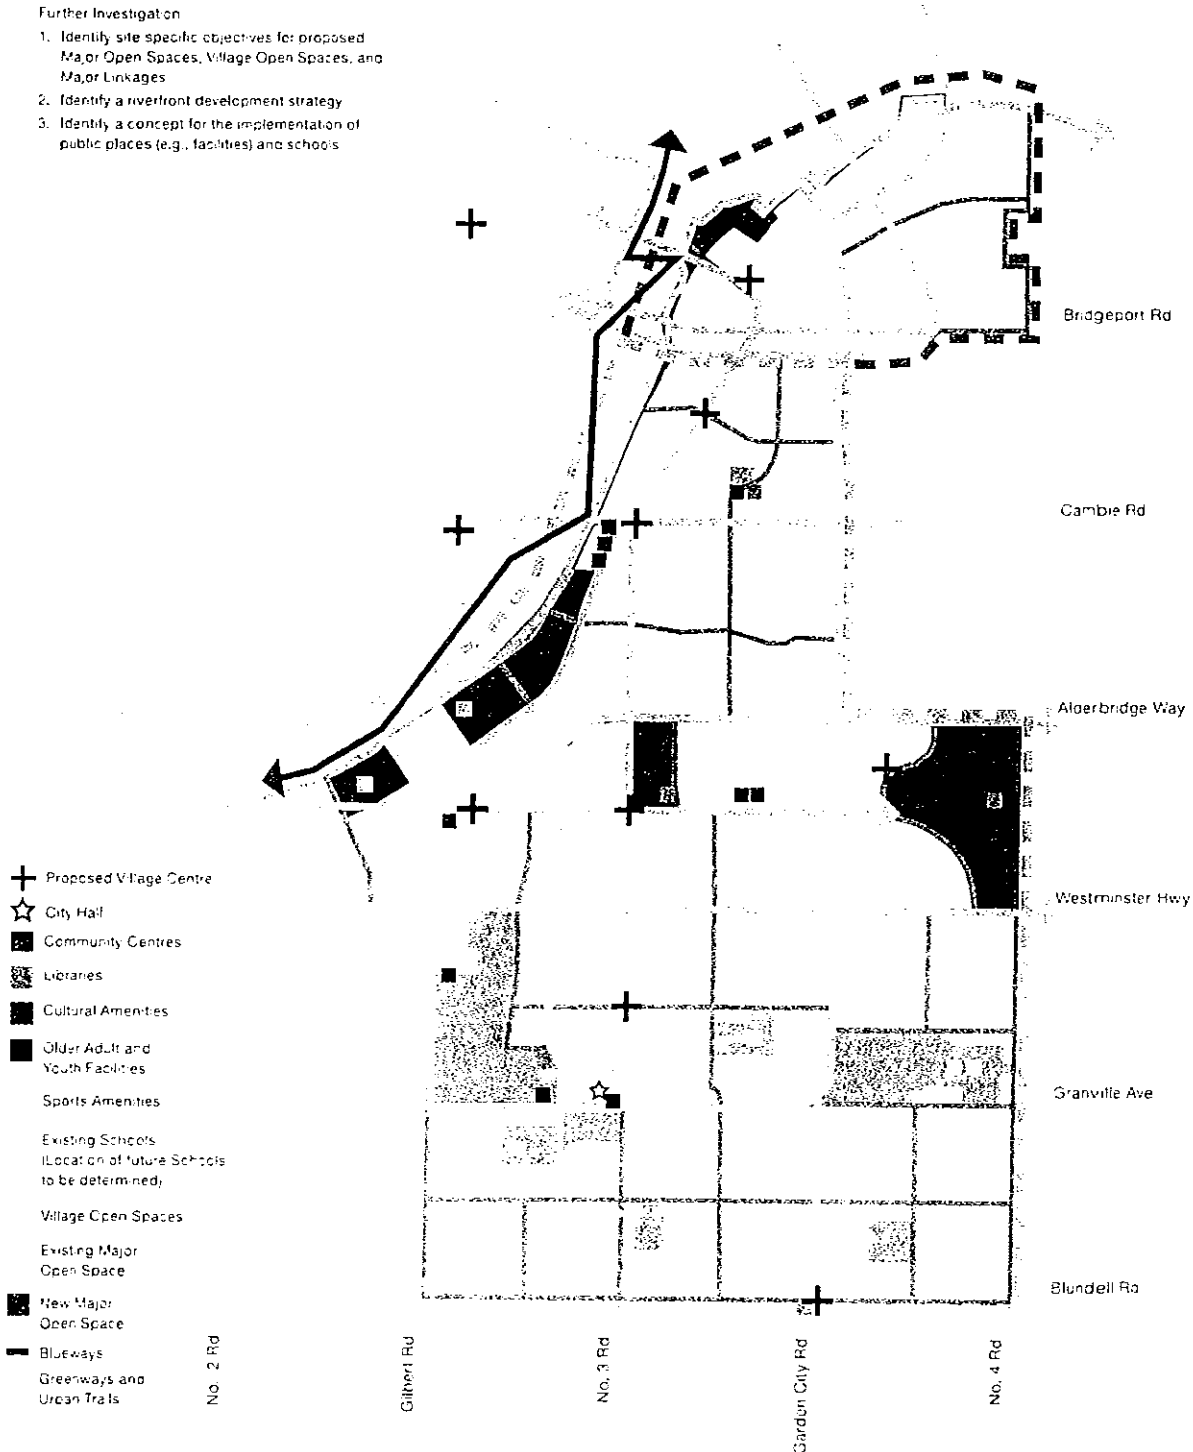 Further Investigation
1. Identify site specific objectives for proposed
Major Open Spaces, Village Open Spaces, and
Major Linkages
2. Identify a riverfront development strategy
3. Identify a concept for the implementation of
public places (e.g., facilities) and schools
Bridgeport Rd
Cambie Rd
Alderbridge Way
Westminster Hwy
Granville Ave
Blundell Rd
Proposed Village Centre
City Hall
Community Centres
Libraries
Cultural Amenities
Older Adult and
Youth Facilities
Sports Amenities
Existing Schools
(Location of future Schools
to be determined)
Village Open Spaces
Existing Major
Open Space
New Major
Open Space
Blueways
Greenways and
Urban Trails
No. 2 Rd
Gilbert Rd
No. 3 Rd
Garden City Rd
No. 4 Rd